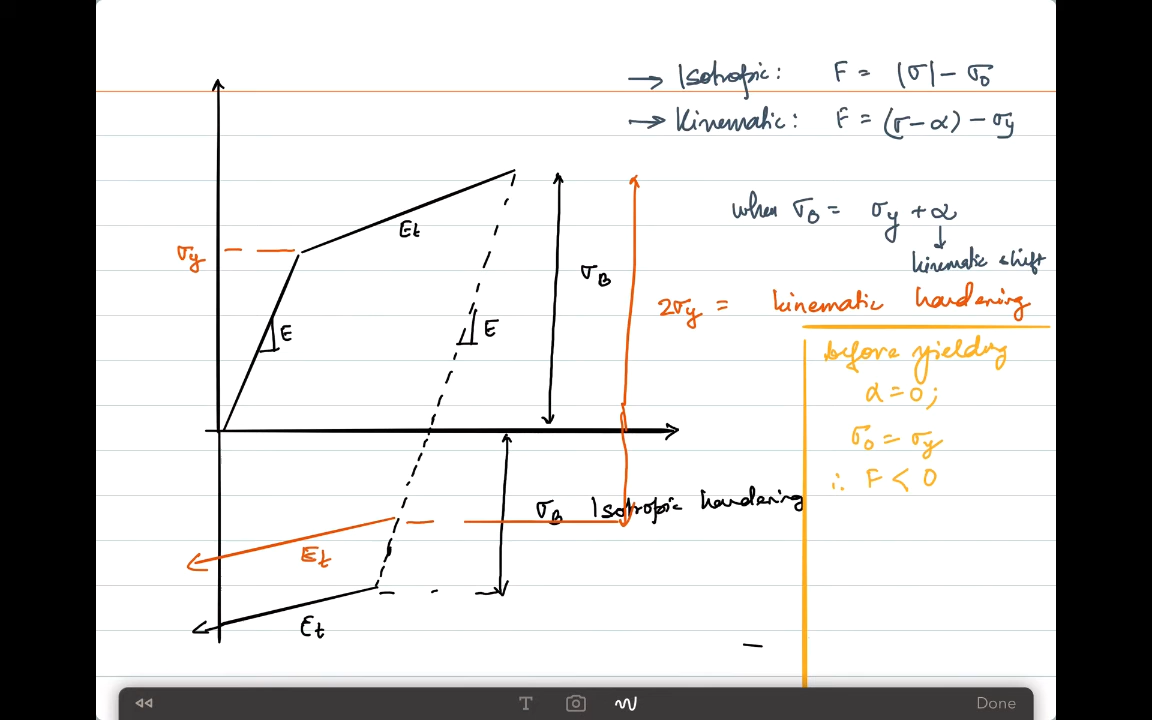 → Isotropic: F = |σ| - σ₀
→ Kinematic: F = (σ-α) - σy
when σ₀ = σy + α
kinematic shift
Et
σy
σB
2σy = kinematic hardening
E
E
before yielding
α = 0;
σ₀ = σy
∴ F < 0
σB Isotropic hardening
Et
Et
T
Done